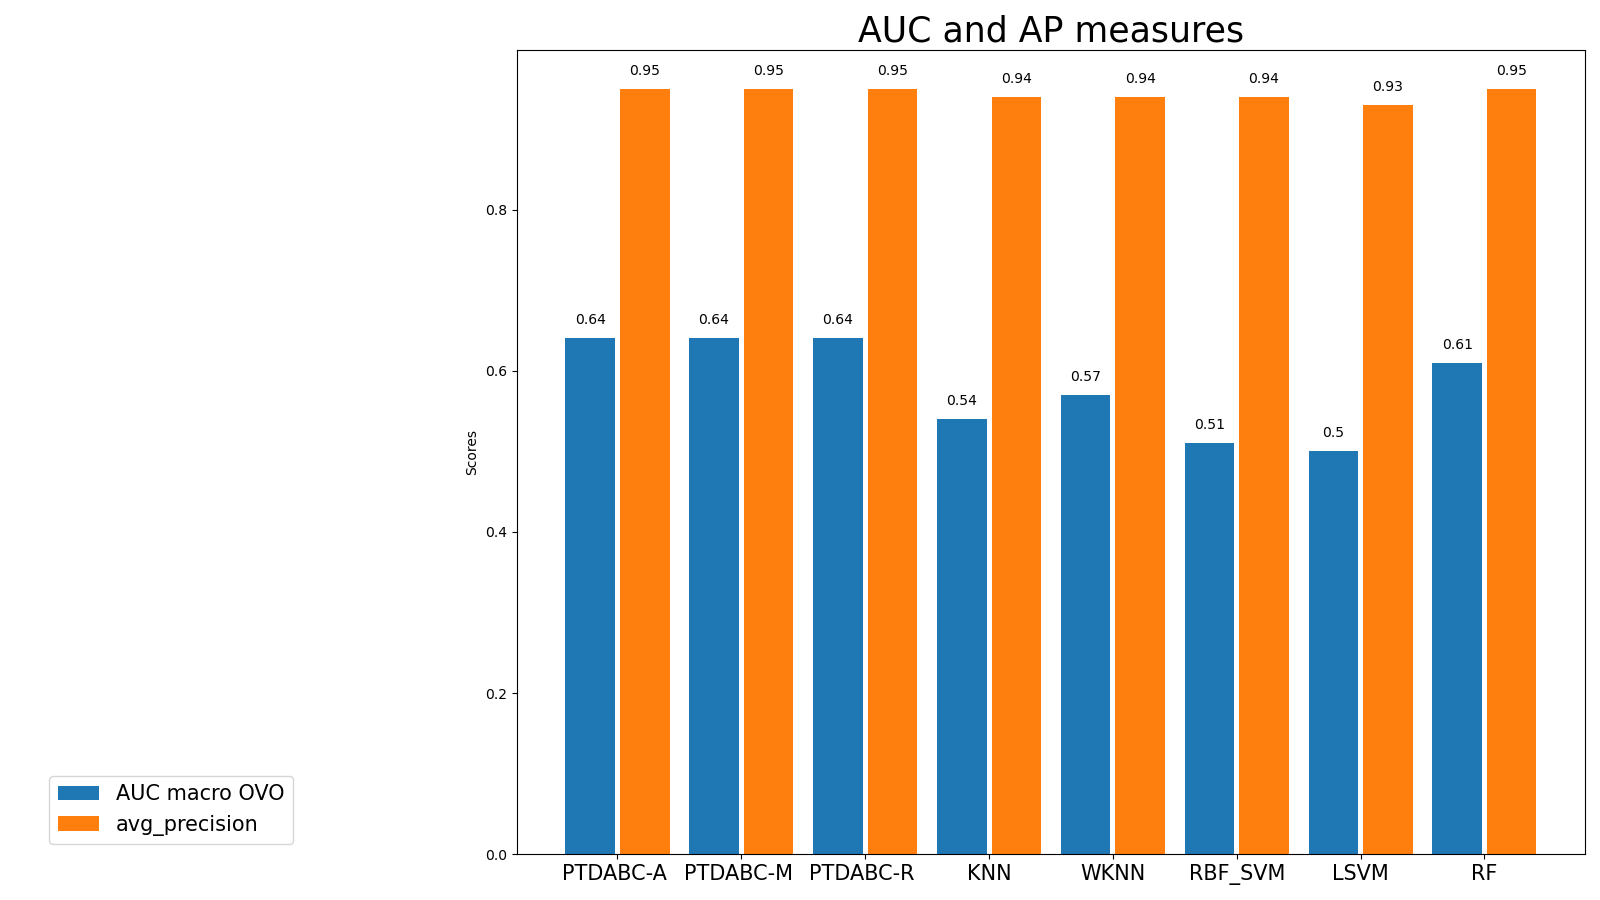 AUC and AP measures
0.95 0.95 0.95 0.94 0.94 0.94 0.93 0.95
0.64 0.64 0.64 0.54 0.57 0.51 0.5 0.61
0.8
0.6
0.4
0.2
0.0
Scores
PTDABC-A PTDABC-M PTDABC-R KNN WKNN RBF_SVM LSVM RF
AUC macro OVO
avg_precision